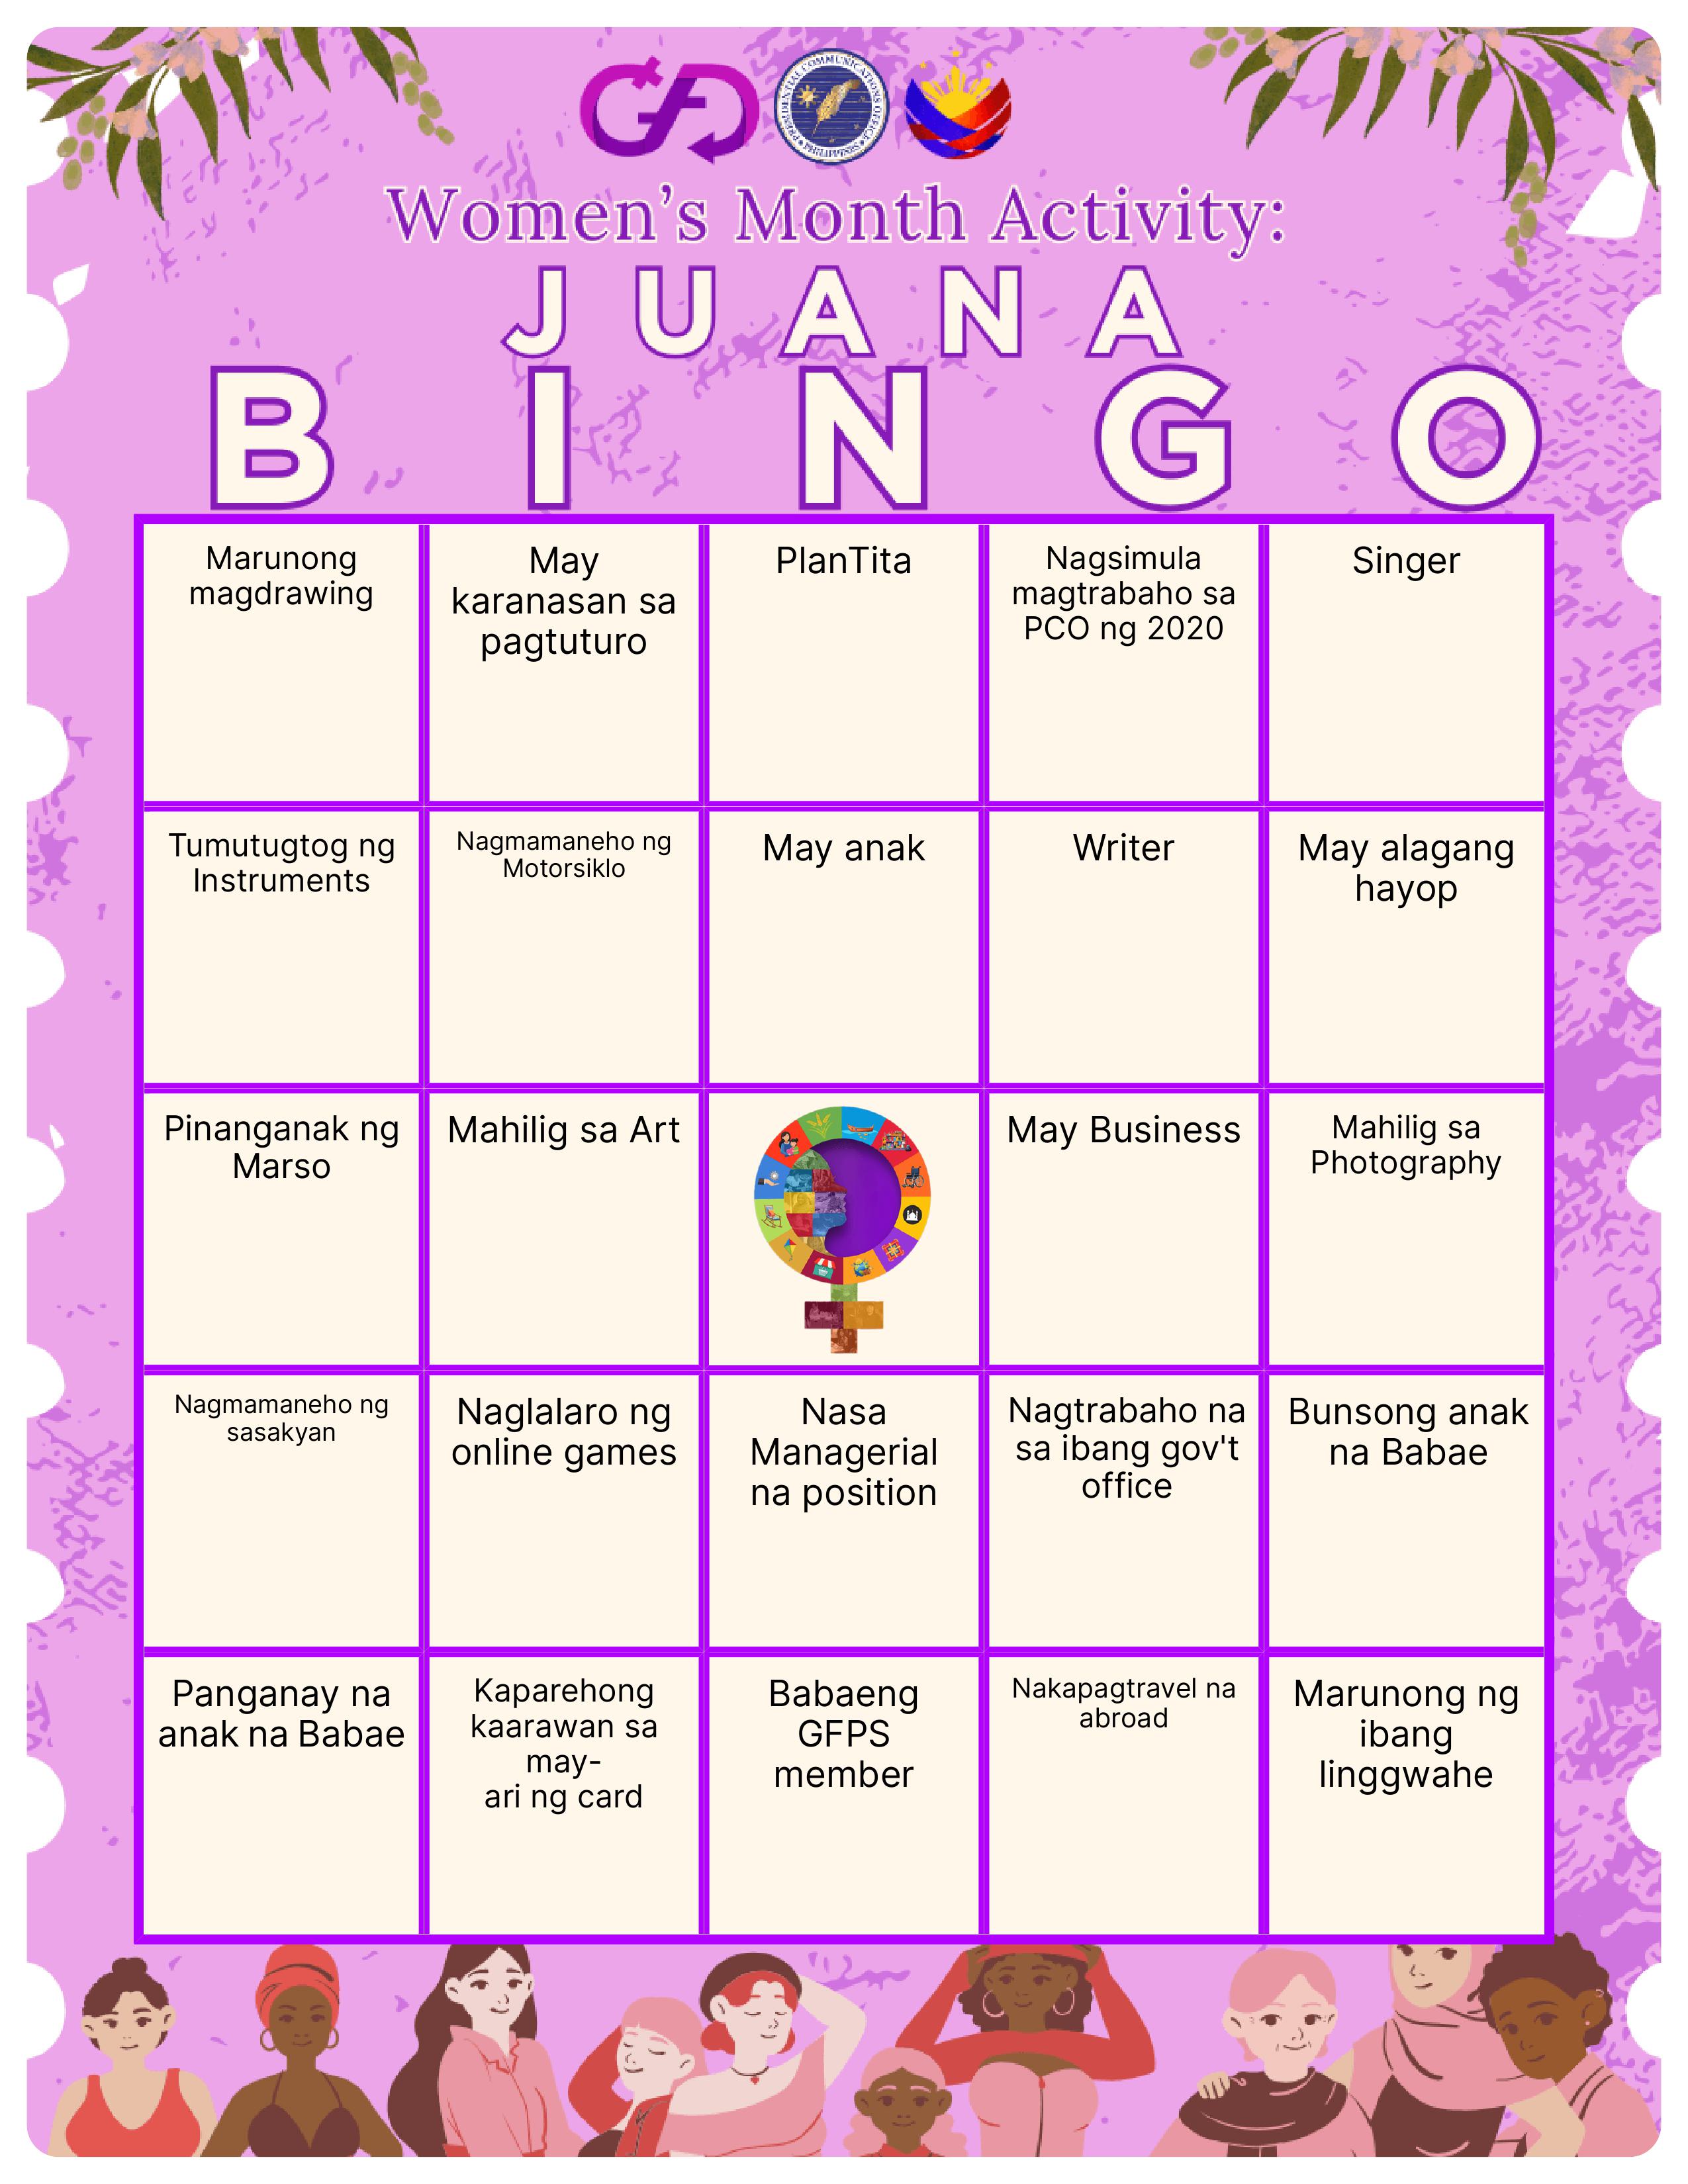 PRESIDENTIAL COMMUNICATIONS OFFICE
PHILIPPINES
Women's Month Activity:
JUANA
BINGO
Marunong
magdrawing
May
karanasan sa
pagtuturo
PlanTita
Nagsimula
magtrabaho sa
PCO ng 2020
Singer
Tumutugtog ng
Instruments
Nagmamaneho ng
Motorsiklo
May anak
Writer
May alagang
hayop
Pinanganak ng
Marso
Mahilig sa Art
May Business
Mahilig sa
Photography
Nagmamaneho ng
sasakyan
Naglalaro ng
online games
Nasa
Managerial
na position
Nagtrabaho na
sa ibang gov't
office
Bunsong anak
na Babae
Panganay na
anak na Babae
Kaparehong
kaarawan sa
may-
ari ng card
Babaeng
GFPS
member
Nakapagtravel na
abroad
Marunong ng
ibang
linggwahe